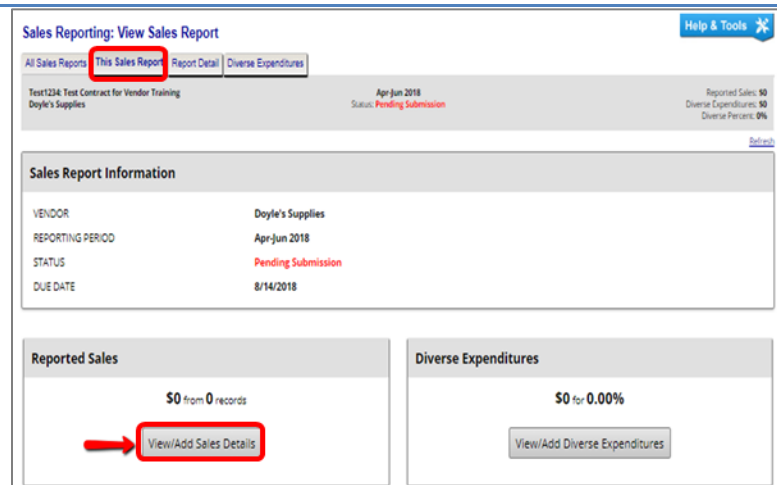 Sales Reporting: View Sales Report
Help & Tools
All Sales Reports This Sales Report Report Detail Diverse Expenditures
Test1234: Test Contract for Vendor Training
Doyle's Supplies
Apr-Jun 2018
Status: Pending Submission
Reported Sales: $0
Diverse Expenditures: $0
Diverse Percent: 0%
Refresh
Sales Report Information
VENDOR Doyle's Supplies
REPORTING PERIOD Apr-Jun 2018
STATUS Pending Submission
DUE DATE 8/14/2018
Reported Sales
$0 from 0 records
View/Add Sales Details
Diverse Expenditures
$0 for 0.00%
View/Add Diverse Expenditures